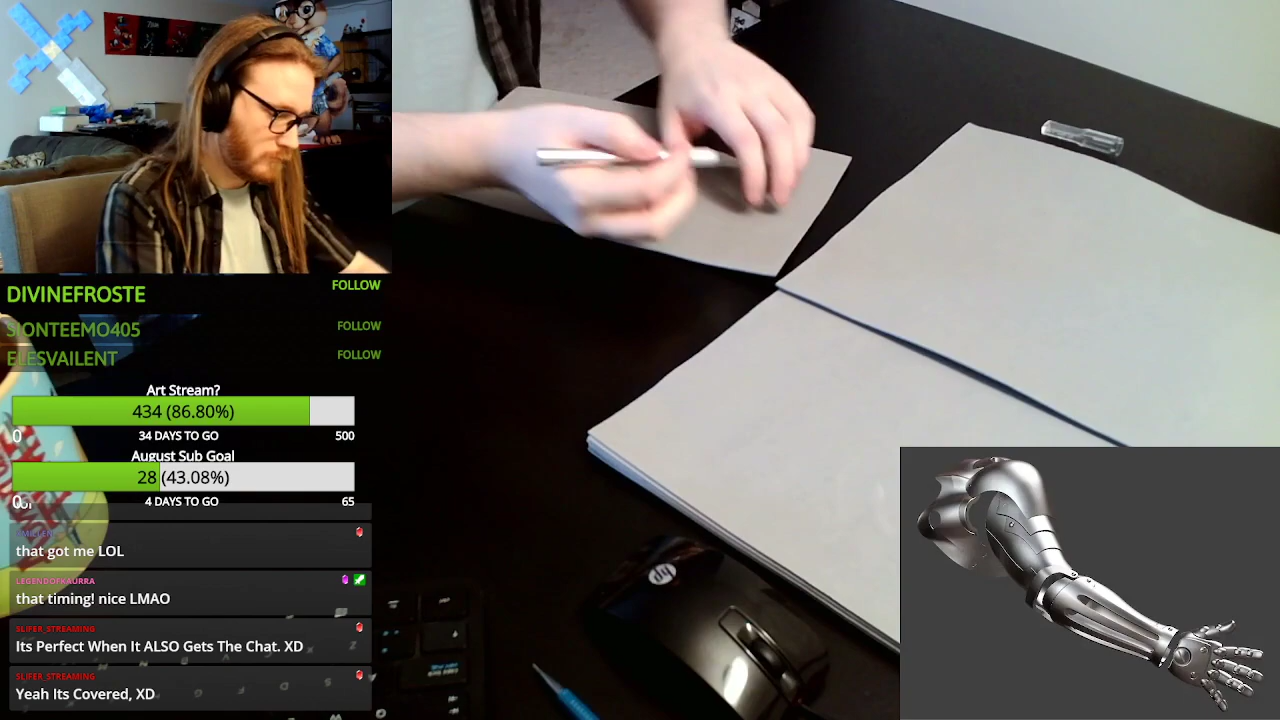 DIVINEFROSTE FOLLOW
SIONTEEMO405 FOLLOW
ELESVAILENT FOLLOW
Art Stream?
434 (86.80%)
0 34 DAYS TO GO 500
August Sub Goal
28 (43.08%)
0 4 DAYS TO GO 65
that got me LOL
LEGENDOFKAURRA
that timing! nice LMAO
SLIFER_STREAMING
Its Perfect When It ALSO Gets The Chat. XD
SLIFER_STREAMING
Yeah Its Covered, XD
hp